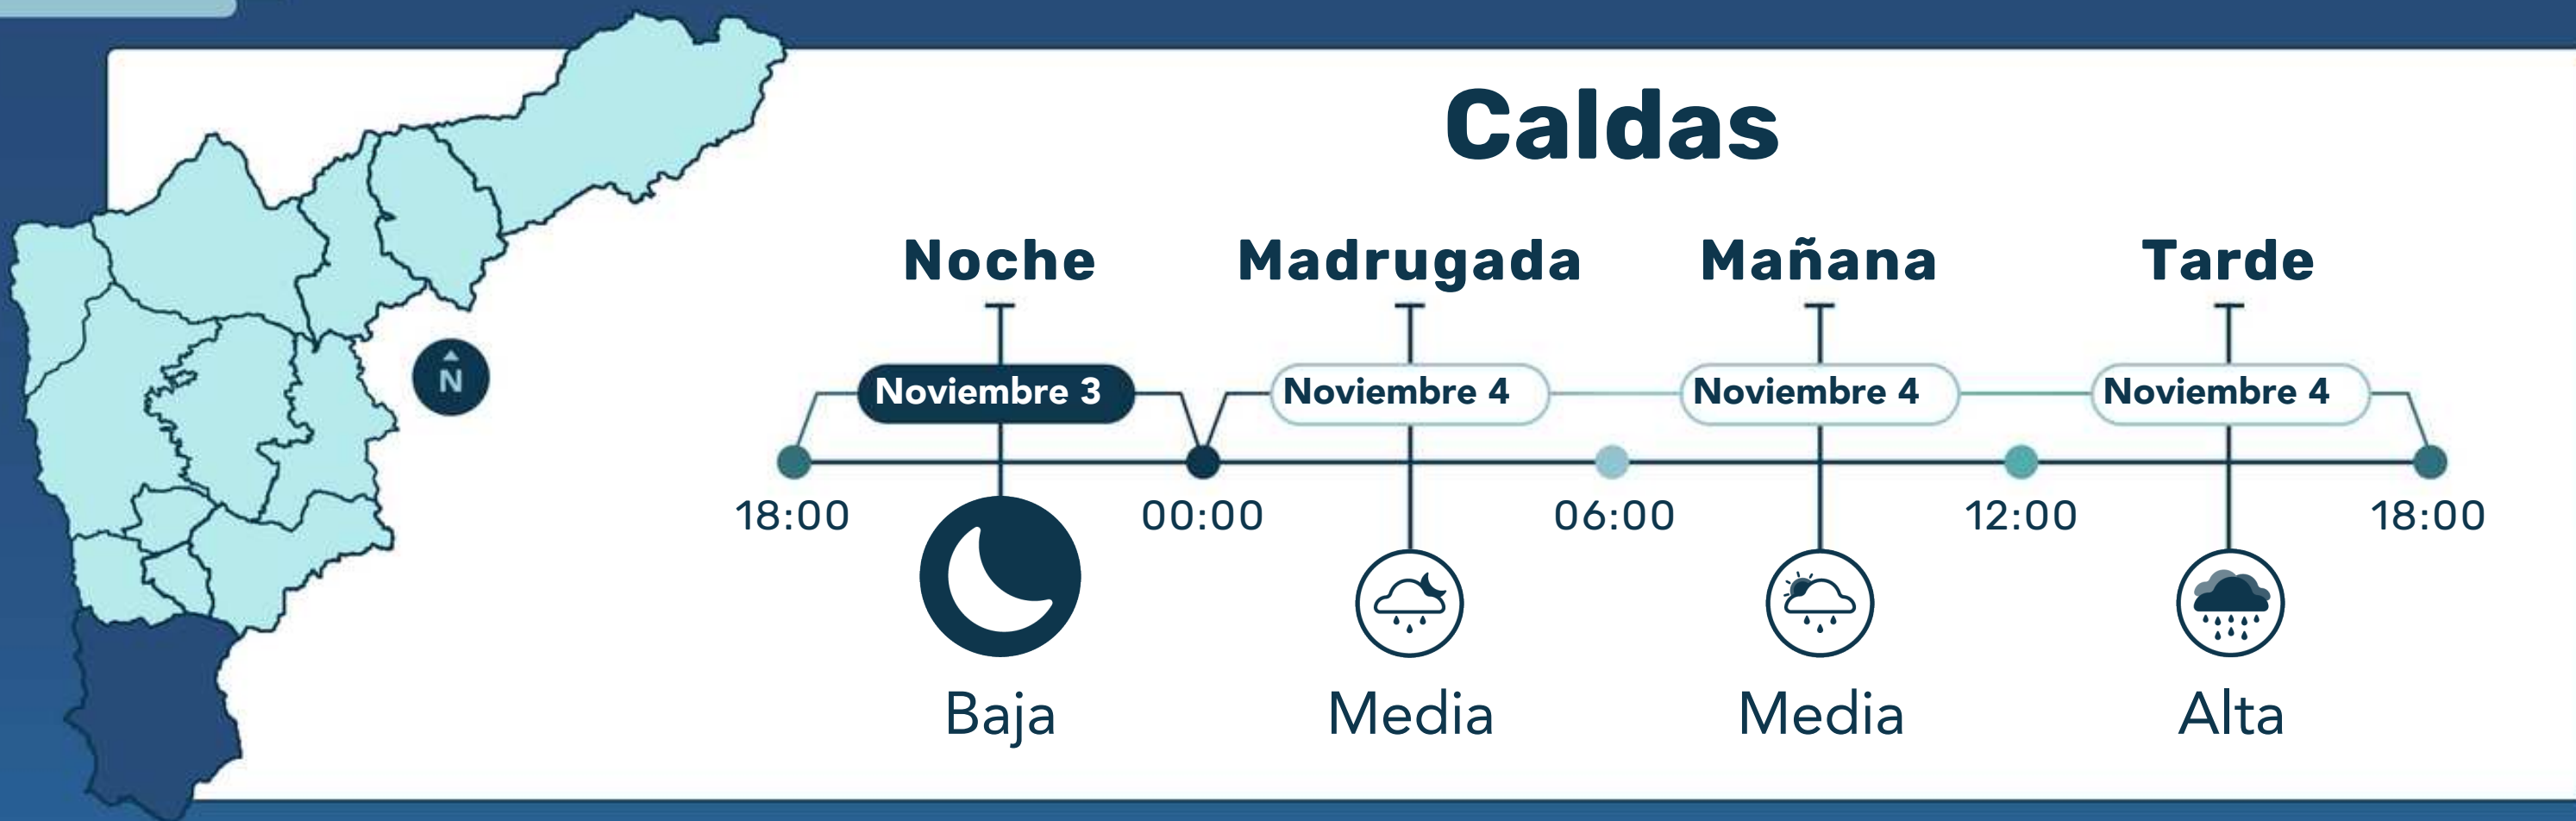 Caldas
Noche Madrugada Mañana Tarde
N
Noviembre 3 Noviembre 4 Noviembre 4 Noviembre 4
18:00 00:00 06:00 12:00 18:00
Baja Media Media Alta